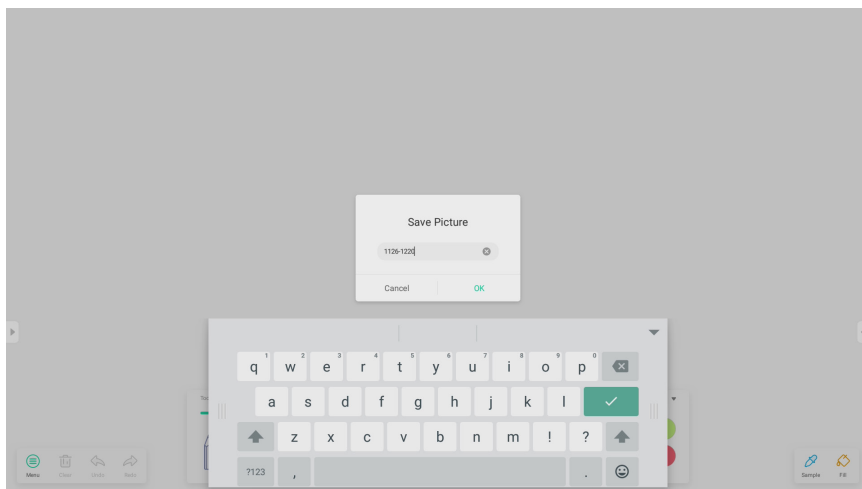 Save Picture
1126-1220
Cancel OK
1 2 3 4 5 6 7 8 9 0
q w e r t y u i o p
a s d f g h j k l
z x c v b n m ! ?
?123 , .
Menu Clear Undo Redo
Sample Fill